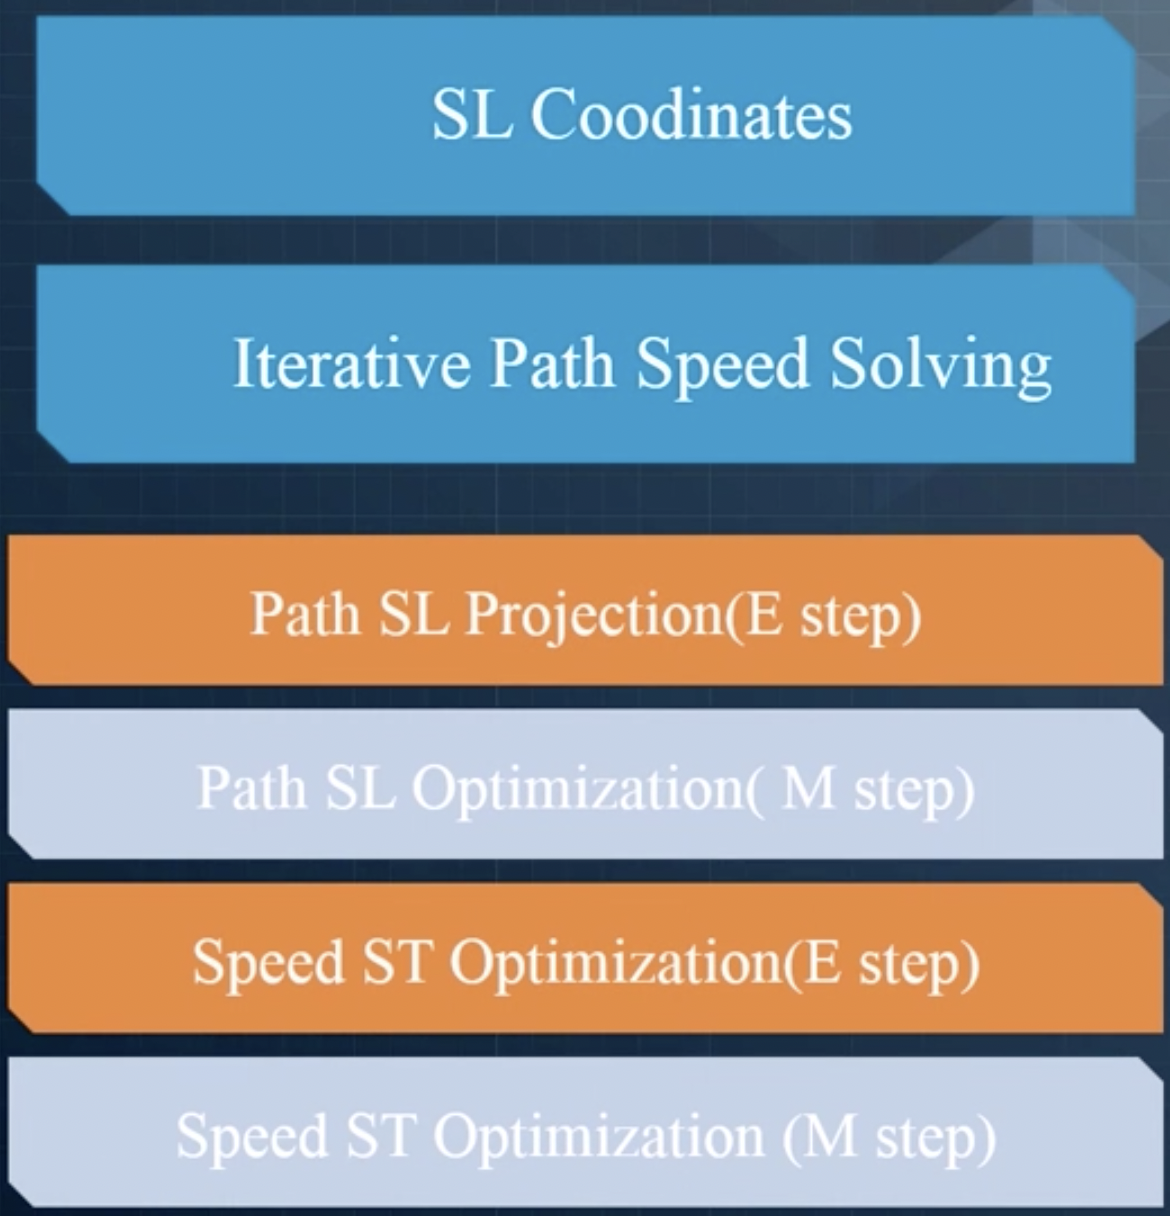 SL Coodinates
Iterative Path Speed Solving
Path SL Projection(E step)
Path SL Optimization( M step)
Speed ST Optimization(E step)
Speed ST Optimization (M step)